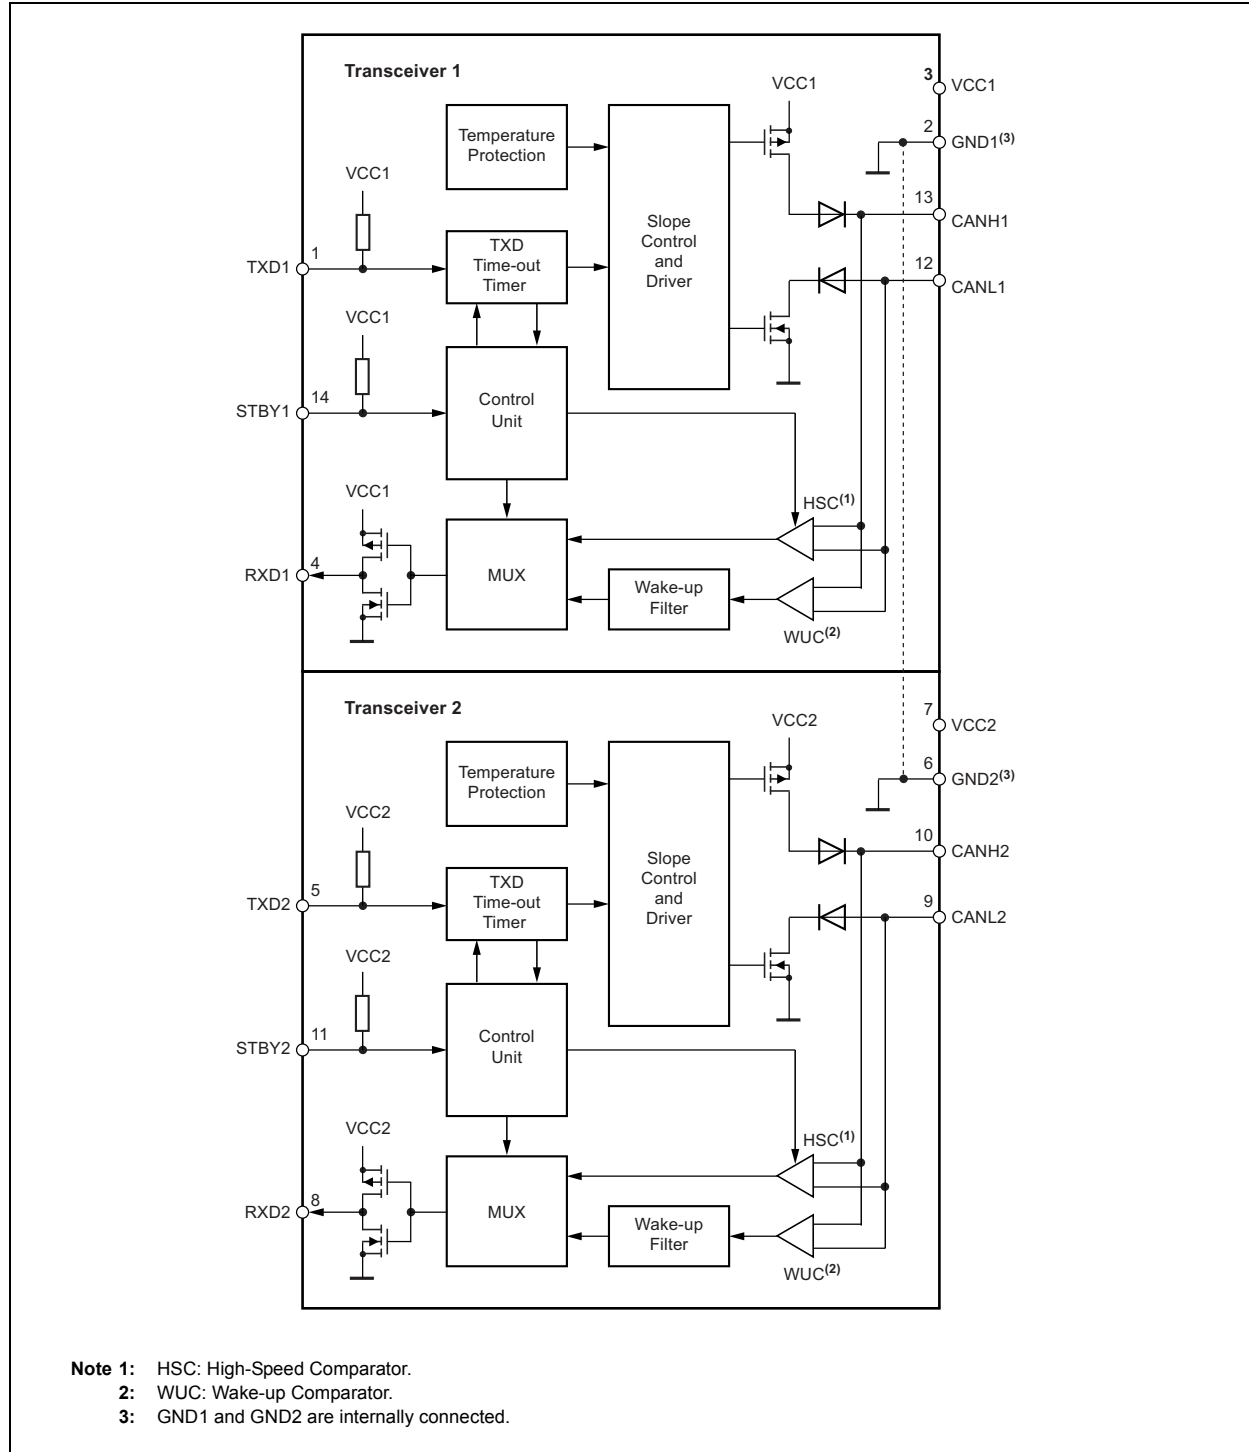 Transceiver 1
VCC1
3
VCC1
Temperature
Protection
2
GND1(3)
VCC1
Slope
Control
and
Driver
13
CANH1
TXD1
1
TXD
Time-out
Timer
12
CANL1
VCC1
STBY1
14
Control
Unit
VCC1
HSC(1)
RXD1
4
MUX
Wake-up
Filter
WUC(2)
Transceiver 2
VCC2
7
VCC2
Temperature
Protection
6
GND2(3)
VCC2
Slope
Control
and
Driver
10
CANH2
TXD2
5
TXD
Time-out
Timer
9
CANL2
VCC2
STBY2
11
Control
Unit
VCC2
HSC(1)
RXD2
8
MUX
Wake-up
Filter
WUC(2)
Note 1: HSC: High-Speed Comparator.
2: WUC: Wake-up Comparator.
3: GND1 and GND2 are internally connected.